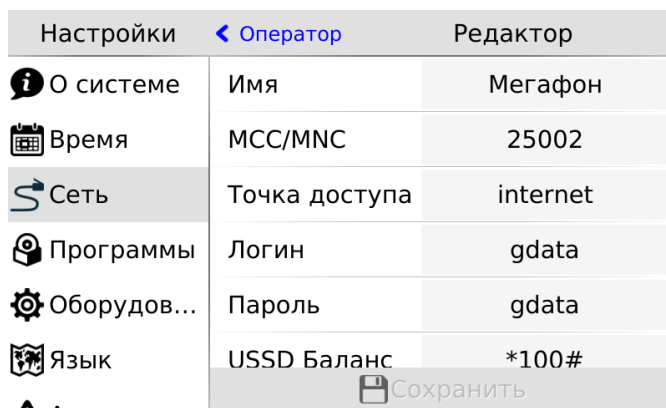 Настройки
Оператор
Редактор
О системе
Время
Сеть
Программы
Оборудов...
Язык
Имя Мегафон
MCC/MNC 25002
Точка доступа internet
Логин gdata
Пароль gdata
USSD Баланс *100#
Сохранить